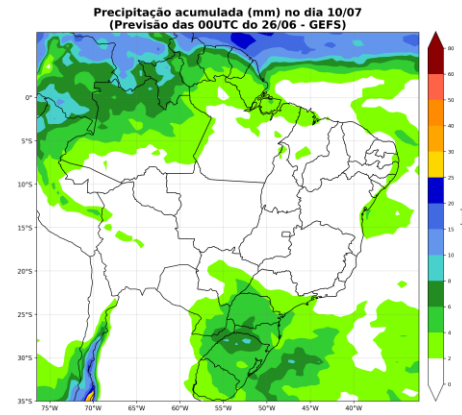 Precipitação acumulada (mm) no dia 10/07
(Previsão das 00UTC do 26/06 - GEFS)
80
60
50
40
30
25
20
15
10
8
6
4
2
0
0°
5°S
10°S
15°S
20°S
25°S
30°S
35°S
75°W 70°W 65°W 60°W 55°W 50°W 45°W 40°W